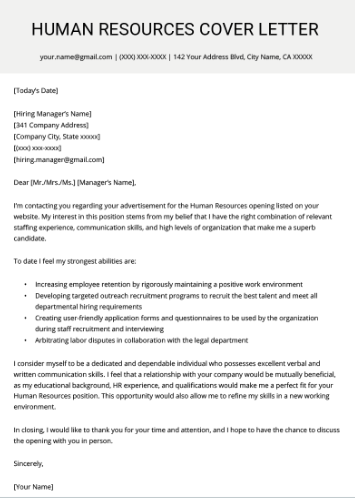 HUMAN RESOURCES COVER LETTER
your.name@gmail.com | (XXX) XXX-XXXX | 142 Your Address Blvd, City Name, CA XXXXX
[Today's Date]
[Hiring Manager's Name]
[341 Company Address]
[Company City, State xxxxx]
[(xxx) xxx-xxxx]
[hiring.manager@gmail.com]
Dear [Mr./Mrs./Ms.] [Manager's Name],
I'm contacting you regarding your advertisement for the Human Resources opening listed on your
website. My interest in this position stems from my belief that I have the right combination of relevant
staffing experience, communication skills, and high levels of organization that make me a superb
candidate.
To date I feel my strongest abilities are:
• Increasing employee retention by rigorously maintaining a positive work environment
• Developing targeted outreach recruitment programs to recruit the best talent and meet all
departmental hiring requirements
• Creating user-friendly application forms and questionnaires to be used by the organization
during staff recruitment and interviewing
• Arbitrating labor disputes in collaboration with the legal department
I consider myself to be a dedicated and dependable individual who possesses excellent verbal and
written communication skills. I feel that a relationship with your company would be mutually beneficial,
as my educational background, HR experience, and qualifications would make me a perfect fit for your
Human Resources position. This opportunity would also allow me to refine my skills in a new working
environment.
In closing, I would like to thank you for your time and attention, and I hope to have the chance to discuss
the opening with you in person.
Sincerely,
[Your Name]